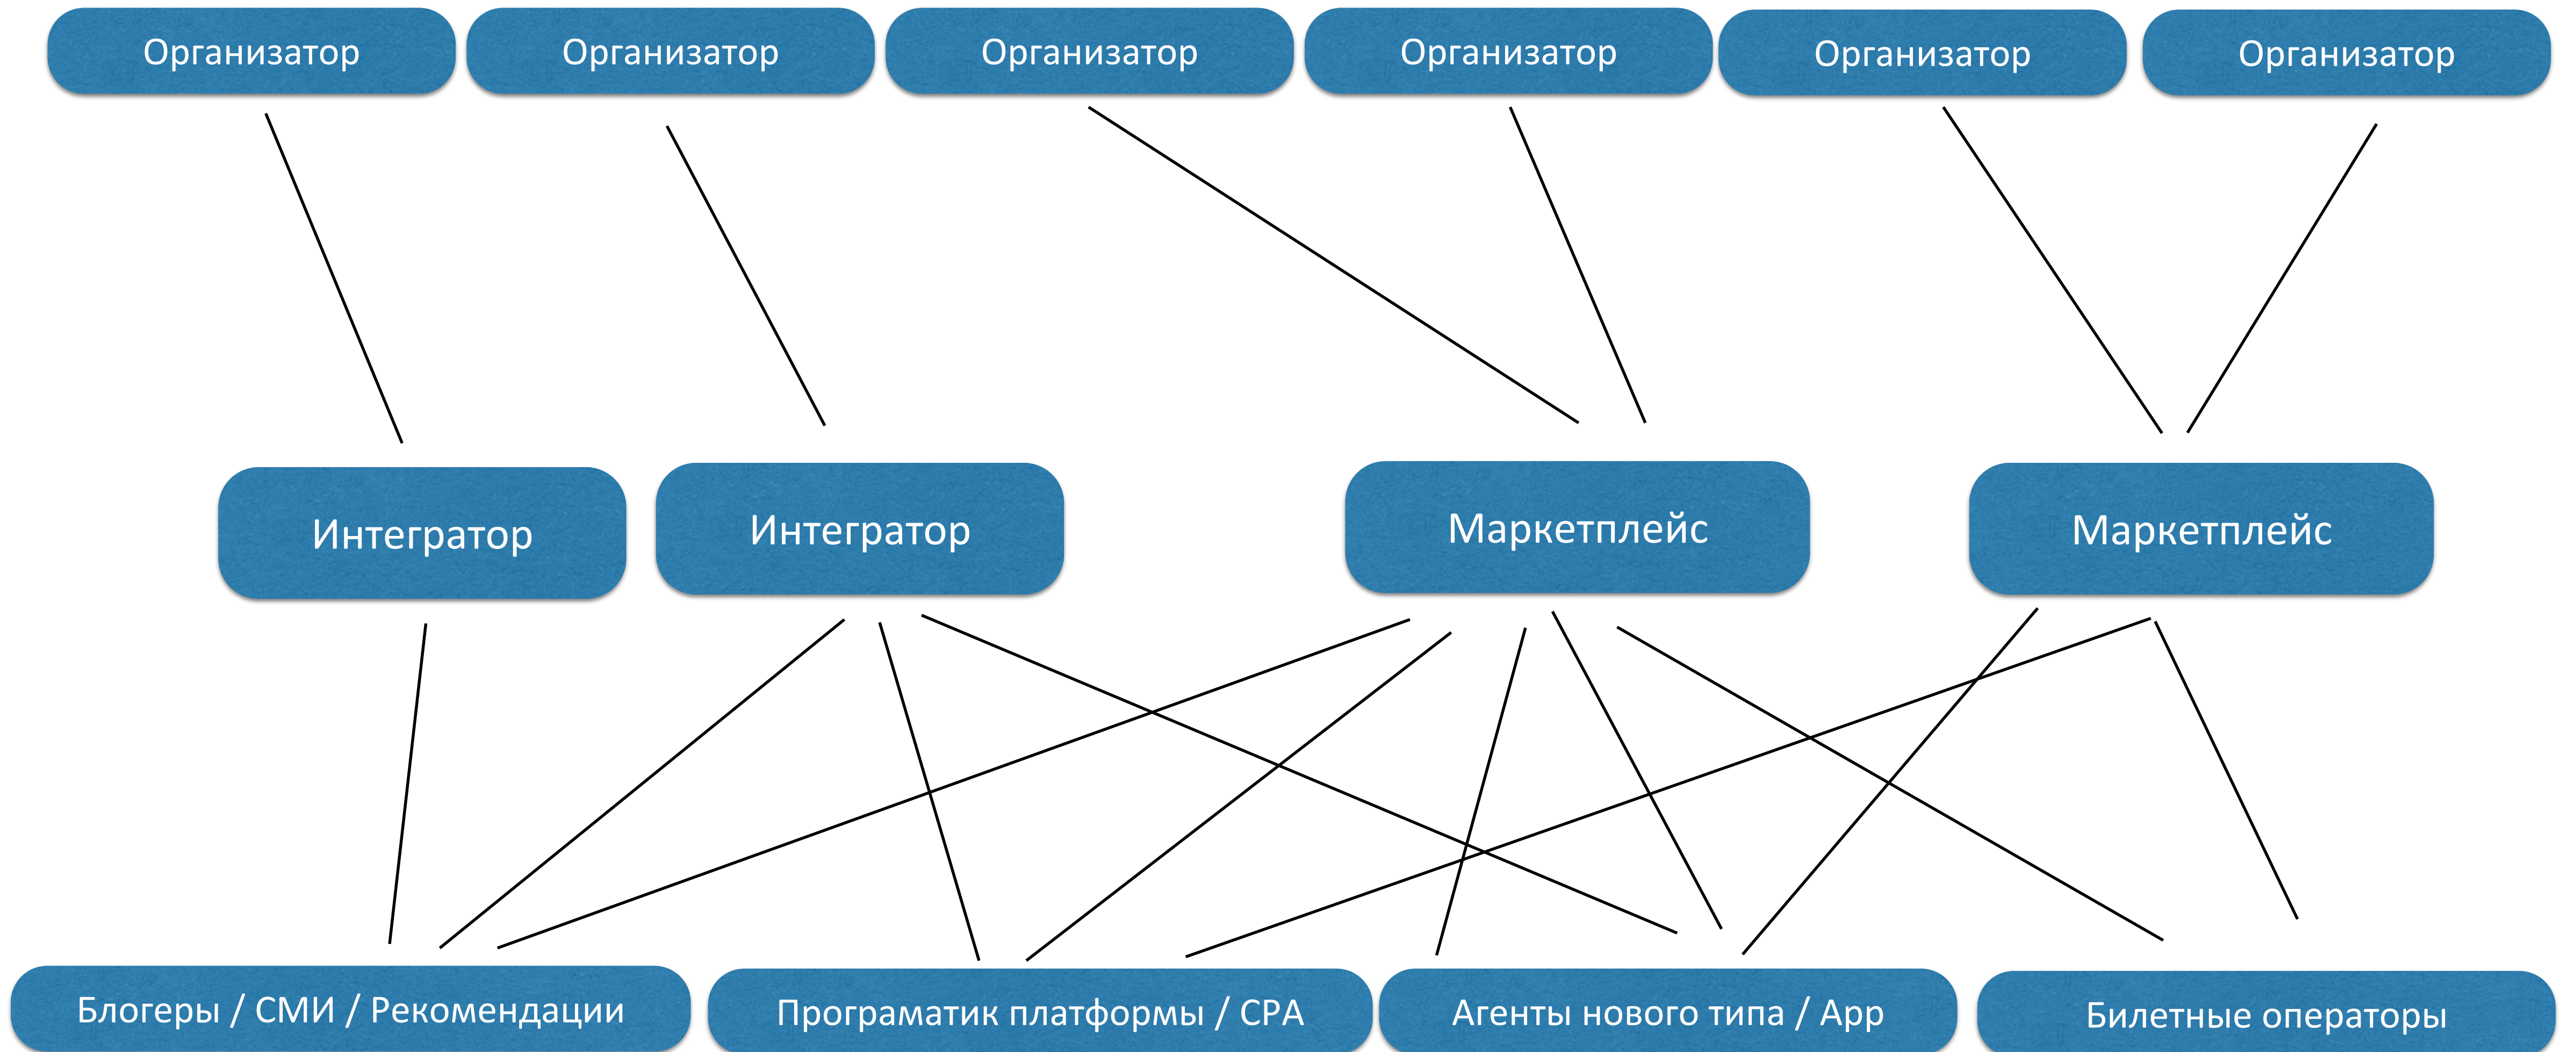 Организатор
Организатор
Организатор
Организатор
Организатор
Организатор
Интегратор
Интегратор
Маркетплейс
Маркетплейс
Блогеры / СМИ / Рекомендации
Програматик платформы / CPA
Агенты нового типа / App
Билетные операторы